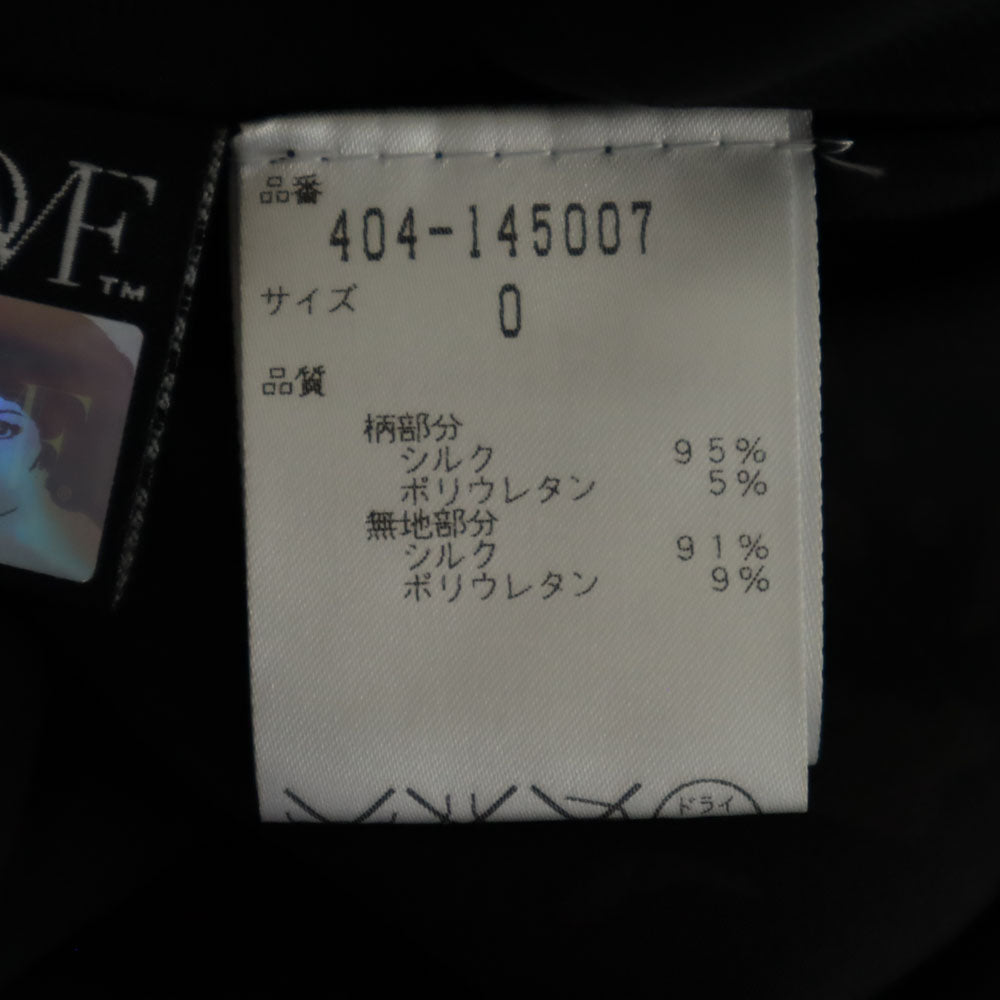 VF
TM
品番
404-145007
サイズ 0
品質
柄部分
シルク 95%
ポリウレタン 5%
無地部分
シルク 91%
ポリウレタン 9%
ドライ